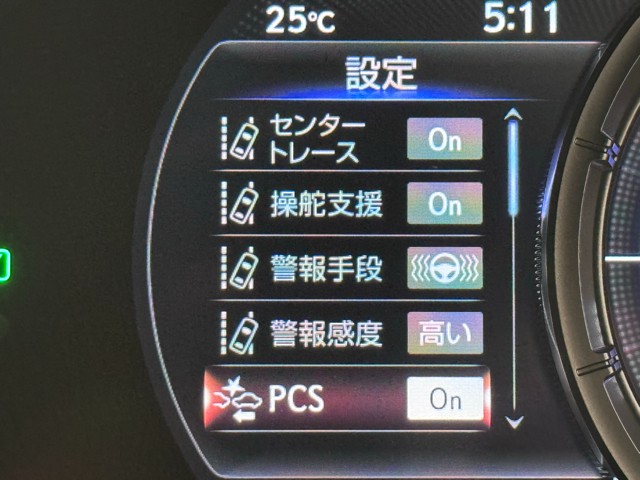 25℃ 5:11
設定
センター
トレース On
操舵支援 On
警報手段
警報感度 高い
PCS On